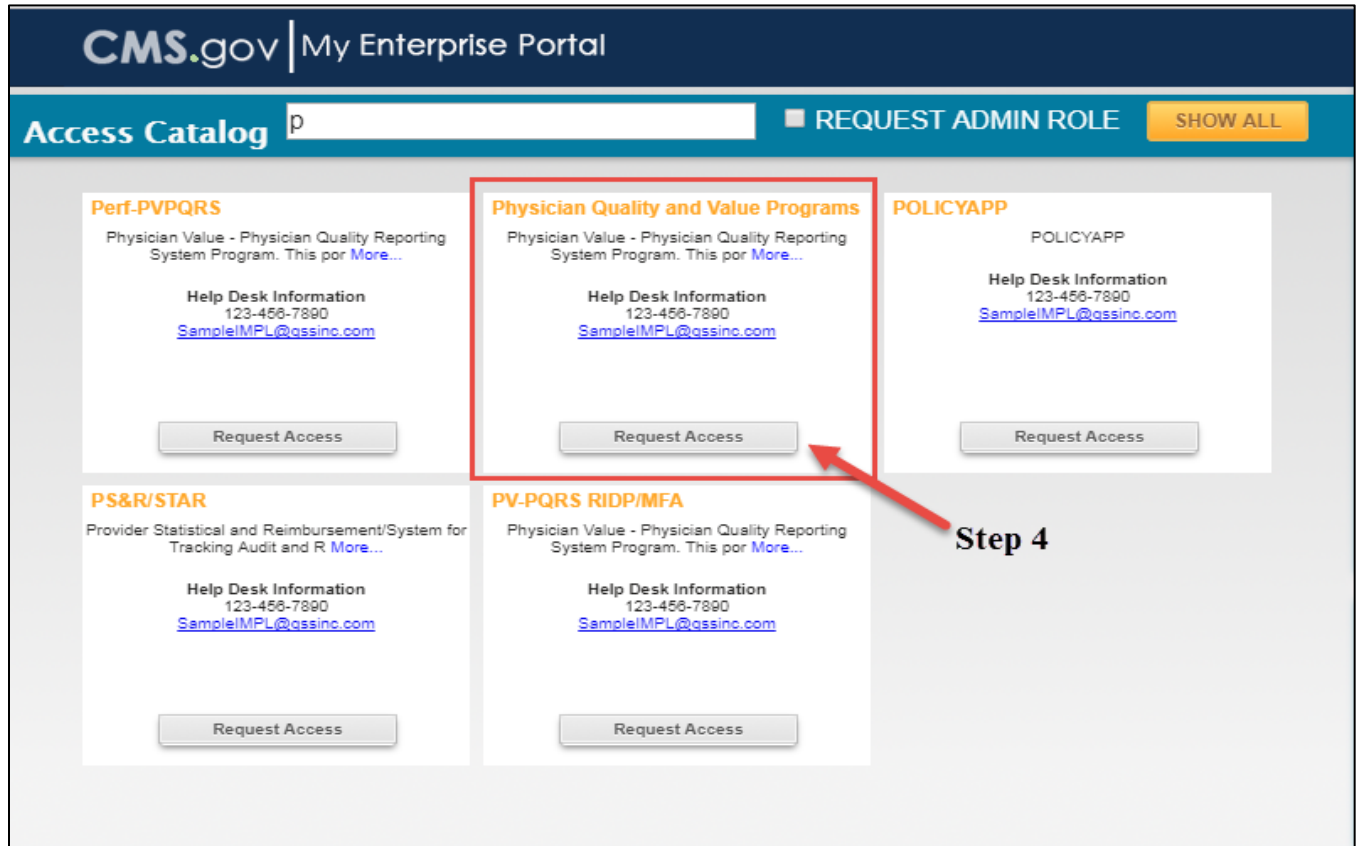 CMS.gov My Enterprise Portal
Access Catalog p REQUEST ADMIN ROLE SHOW ALL
Perf-PVPQRS
Physician Value - Physician Quality Reporting
System Program. This por More...
Help Desk Information
123-456-7890
SampleIMPL@qssinc.com
Request Access
Physician Quality and Value Programs
Physician Value - Physician Quality Reporting
System Program. This por More...
Help Desk Information
123-456-7890
SampleIMPL@qssinc.com
Request Access
POLICYAPP
POLICYAPP
Help Desk Information
123-456-7890
SampleIMPL@qssinc.com
Request Access
Step 4
PS&R/STAR
Provider Statistical and Reimbursement/System for
Tracking Audit and R More...
Help Desk Information
123-456-7890
SampleIMPL@qssinc.com
Request Access
PV-PQRS RIDP/MFA
Physician Value - Physician Quality Reporting
System Program. This por More...
Help Desk Information
123-456-7890
SampleIMPL@qssinc.com
Request Access